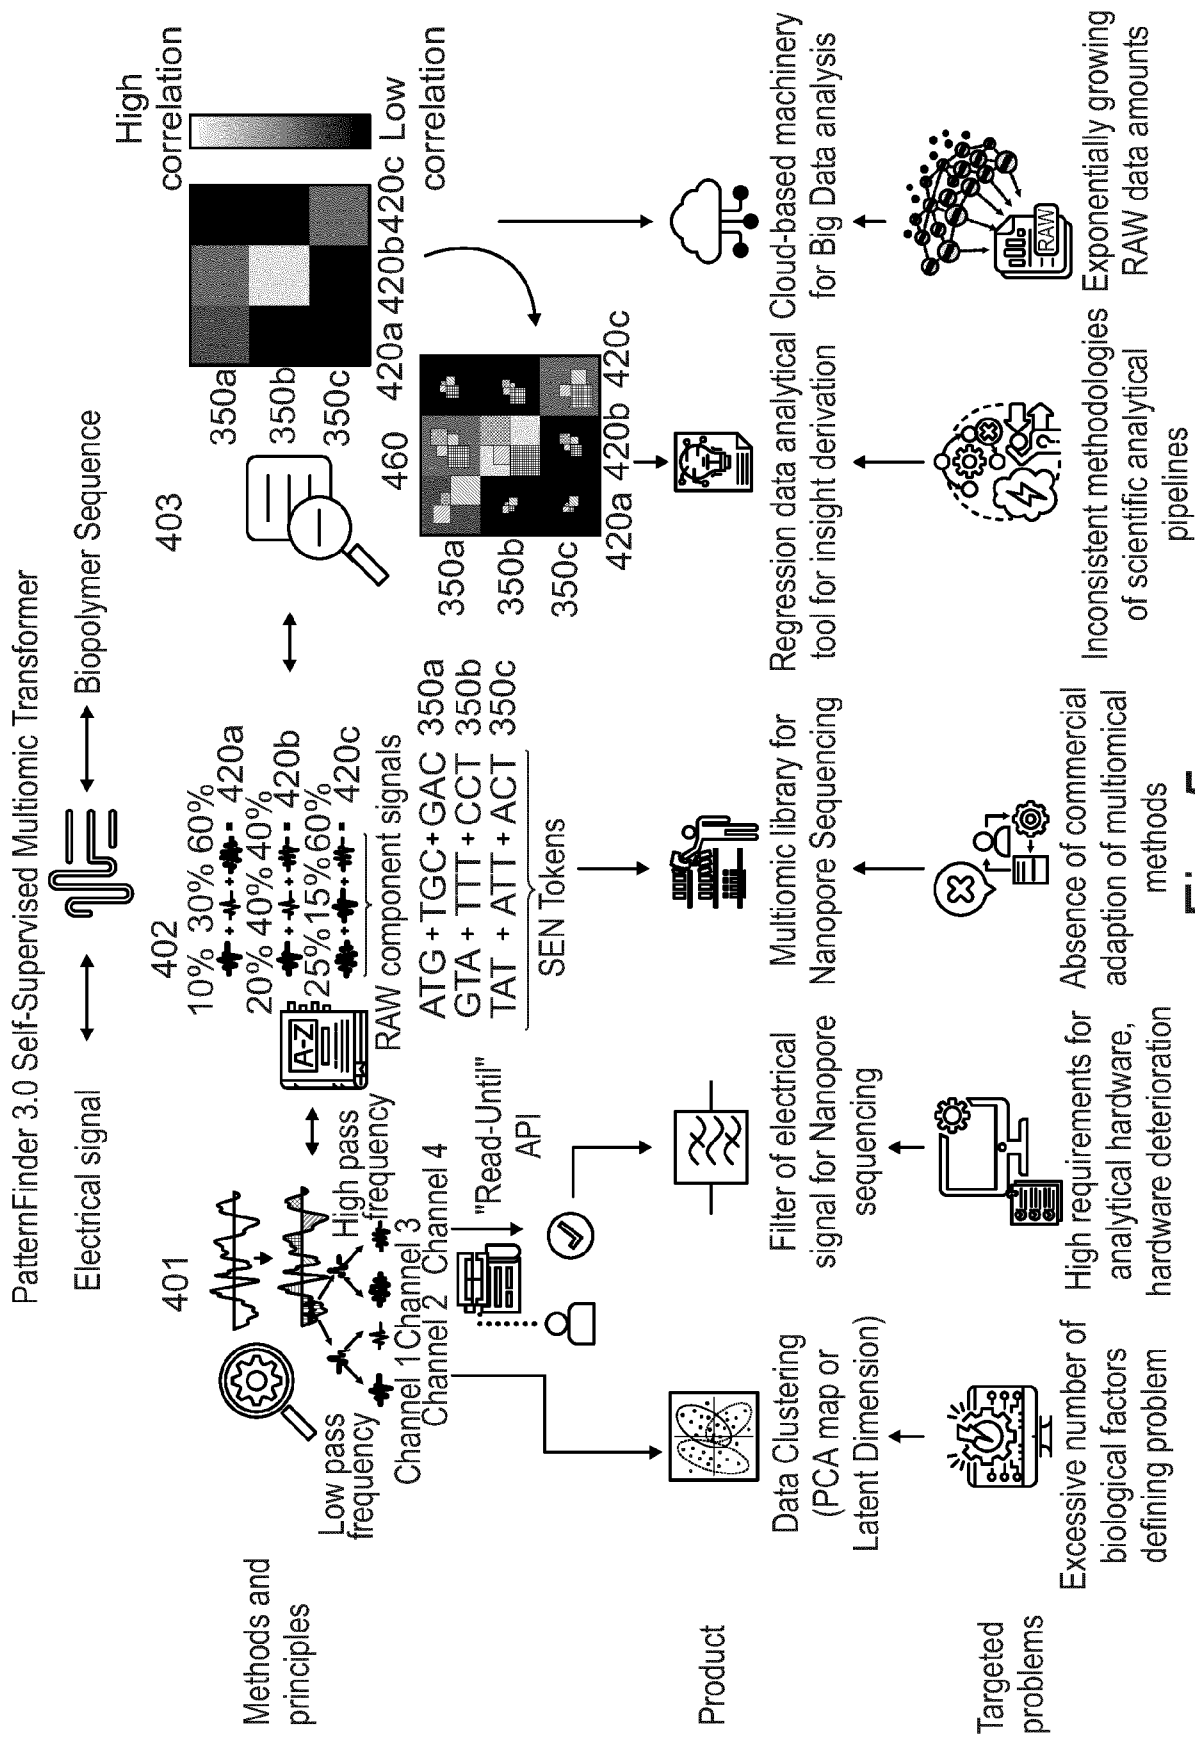 PatternFinder 3.0 Self-Supervised Multiomic Transformer
Electrical signal
Biopolymer Sequence
Methods and
principles
401
Low pass
frequency
High pass
frequency
Channel 1
Channel 2
Channel 3
Channel 4
"Read-Until"
API
A-Z
402
10% 30% 60%
+ + = 420a
20% 40% 40%
+ + = 420b
25% 15% 60%
+ + = 420c
RAW component signals
ATG + TGC + GAC 350a
GTA + TTT + CCT 350b
TAT + ATT + ACT 350c
SEN Tokens
403
350a
350b
350c
420a 420b 420c
High
correlation
Low
correlation
460
350a
350b
350c
420a 420b 420c
Product
Data Clustering
(PCA map or
Latent Dimension)
Filter of electrical
signal for Nanopore
sequencing
Multiomic library for
Nanopore Sequencing
Regression data analytical
tool for insight derivation
Cloud-based machinery
for Big Data analysis
Targeted
problems
Excessive number of
biological factors
defining problem
High requirements for
analytical hardware,
hardware deterioration
Absence of commercial
adaption of multiomical
methods
?
Inconsistent methodologies
of scientific analytical
pipelines
RAW
Exponentially growing
RAW data amounts